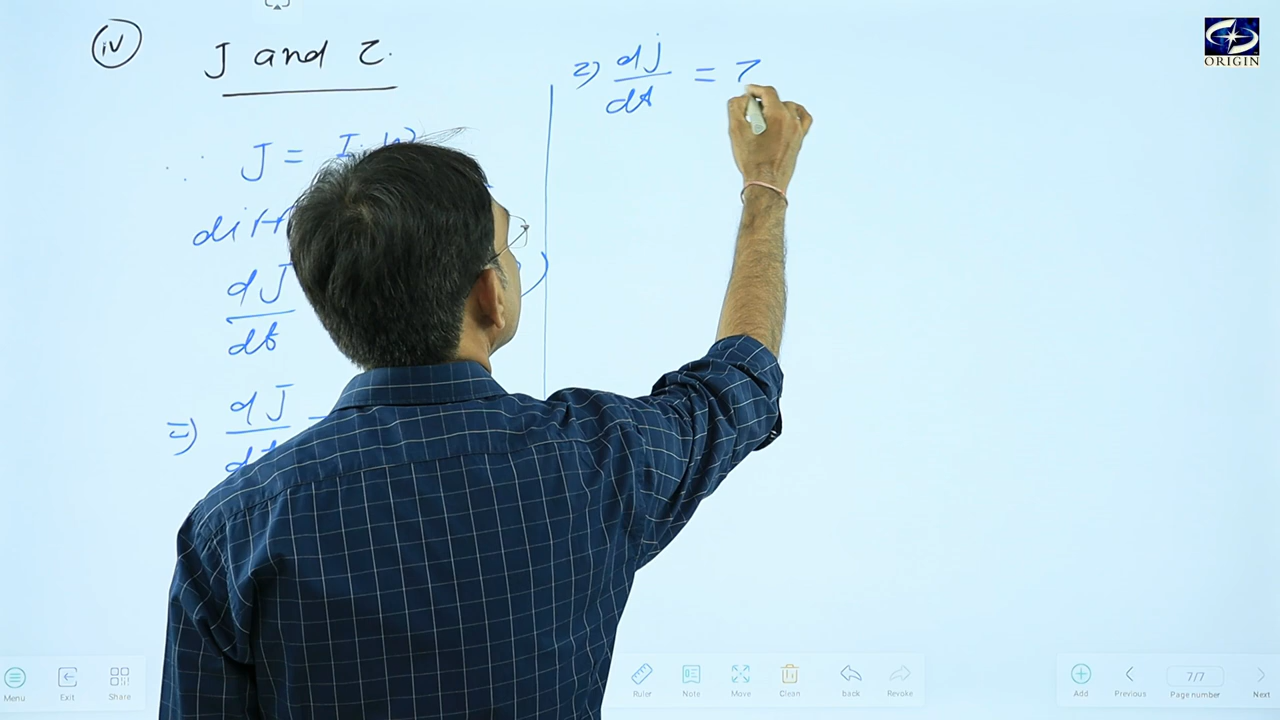 iv J and τ.
∴ J = I. W
diff
dJ
dt
=) dJ
dt
=) dj/dt = τ
ORIGIN
Menu Exit Share Ruler Note Move Clean back Revoke Add Previous 7/7 Page number Next